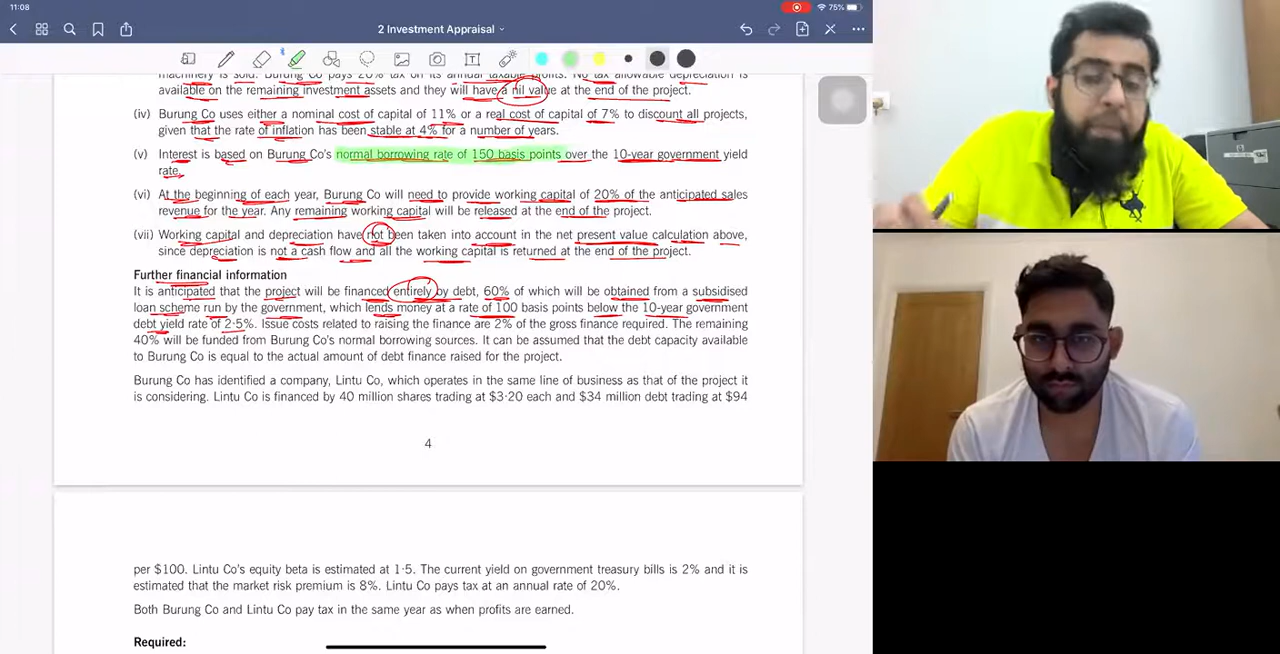 11:08
75%
2 Investment Appraisal
machinery is sold. Burung Co pays 20% tax on its annual taxable profits. No tax allowable depreciation is
available on the remaining investment assets and they will have a nil value at the end of the project.
(iv) Burung Co uses either a nominal cost of capital of 11% or a real cost of capital of 7% to discount all projects,
given that the rate of inflation has been stable at 4% for a number of years.
(v) Interest is based on Burung Co's normal borrowing rate of 150 basis points over the 10-year government yield
rate.
(vi) At the beginning of each year, Burung Co will need to provide working capital of 20% of the anticipated sales
revenue for the year. Any remaining working capital will be released at the end of the project.
(vii) Working capital and depreciation have not been taken into account in the net present value calculation above,
since depreciation is not a cash flow and all the working capital is returned at the end of the project.
Further financial information
It is anticipated that the project will be financed entirely by debt, 60% of which will be obtained from a subsidised
loan scheme run by the government, which lends money at a rate of 100 basis points below the 10-year government
debt yield rate of 2·5%. Issue costs related to raising the finance are 2% of the gross finance required. The remaining
40% will be funded from Burung Co's normal borrowing sources. It can be assumed that the debt capacity available
to Burung Co is equal to the actual amount of debt finance raised for the project.
Burung Co has identified a company, Lintu Co, which operates in the same line of business as that of the project it
is considering. Lintu Co is financed by 40 million shares trading at $3·20 each and $34 million debt trading at $94
4
per $100. Lintu Co's equity beta is estimated at 1·5. The current yield on government treasury bills is 2% and it is
estimated that the market risk premium is 8%. Lintu Co pays tax at an annual rate of 20%.
Both Burung Co and Lintu Co pay tax in the same year as when profits are earned.
Required: